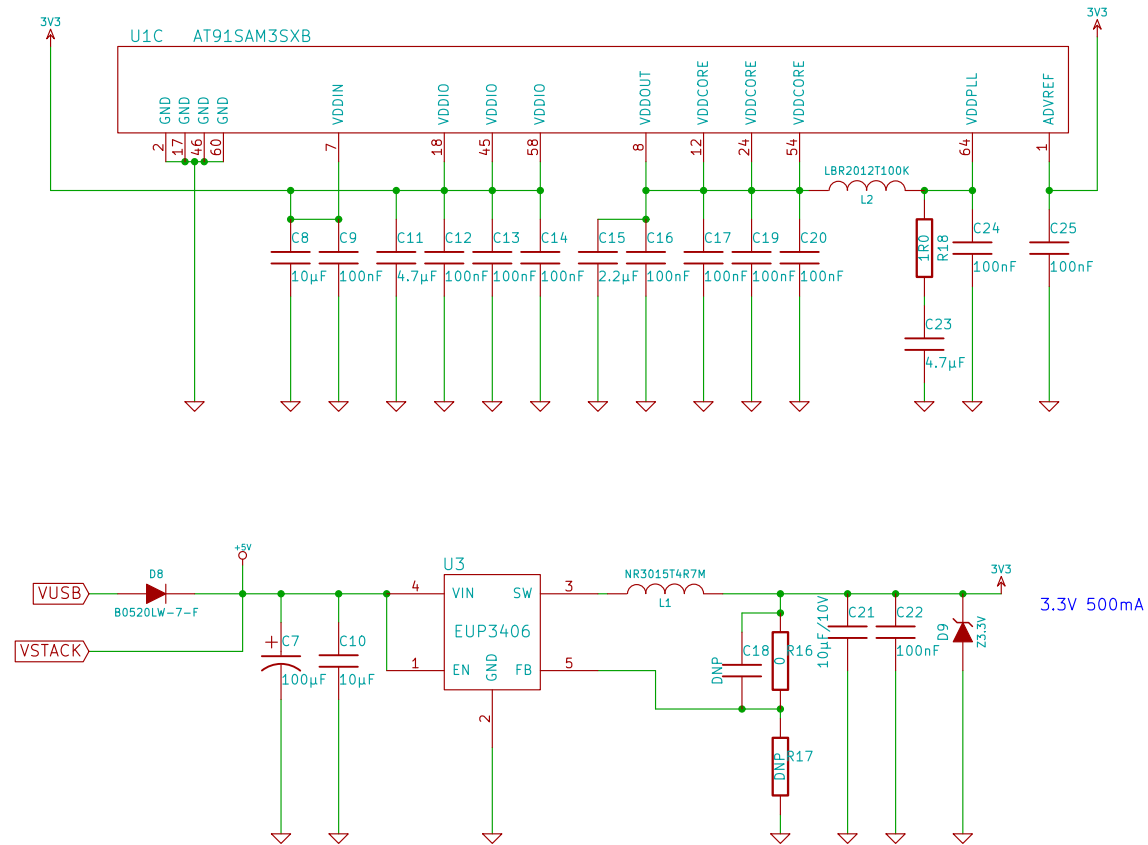 3V3
3V3
U1C AT91SAM3SXB
GND
GND
GND
GND
VDDIN
VDDIO
VDDIO
VDDIO
VDDOUT
VDDCORE
VDDCORE
VDDCORE
VDDPLL
ADVREF
2
17
46
60
7
18
45
58
8
12
24
54
64
1
LBR2012T100K
L2
C8
10µF
C9
100nF
C11
4.7µF
C12
100nF
C13
100nF
C14
100nF
C15
2.2µF
C16
100nF
C17
100nF
C19
100nF
C20
100nF
1R0
R18
C24
100nF
C25
100nF
C23
4.7µF
+5V
VUSB
D8
B0520LW-7-F
VSTACK
C7
100µF
C10
10µF
U3
4
VIN
SW
3
EUP3406
1
EN
GND
FB
5
2
NR3015T4R7M
L1
C18
DNP
0
R16
DNP
R17
10µF/10V
C21
C22
100nF
D9
Z3.3V
3V3
3.3V 500mA